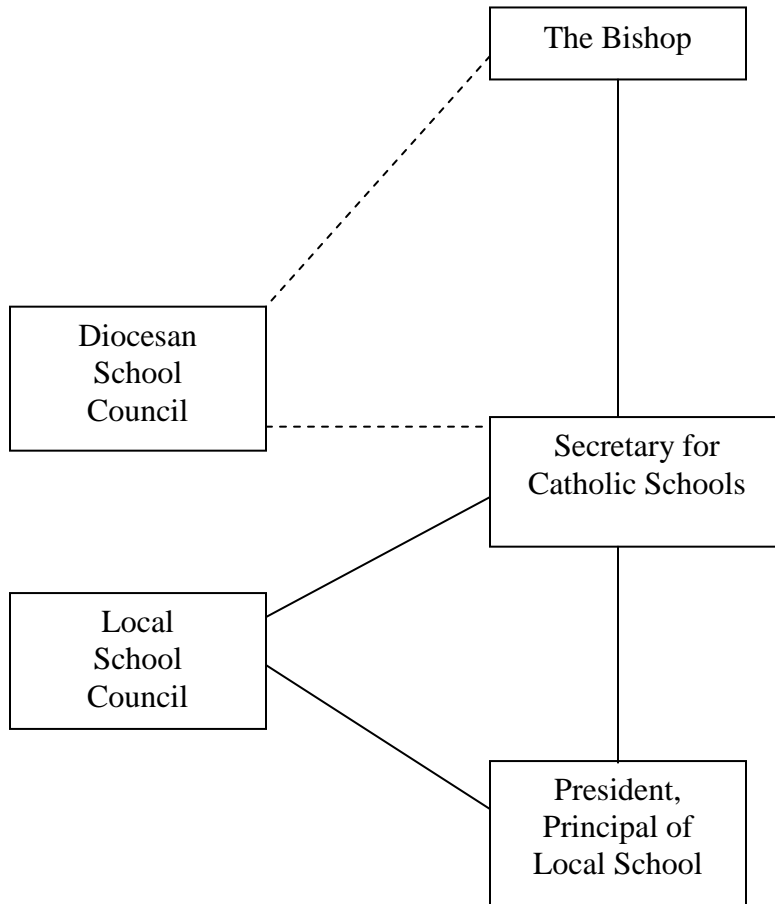 The Bishop
Diocesan
School
Council
Secretary for
Catholic Schools
Local
School
Council
President,
Principal of
Local School